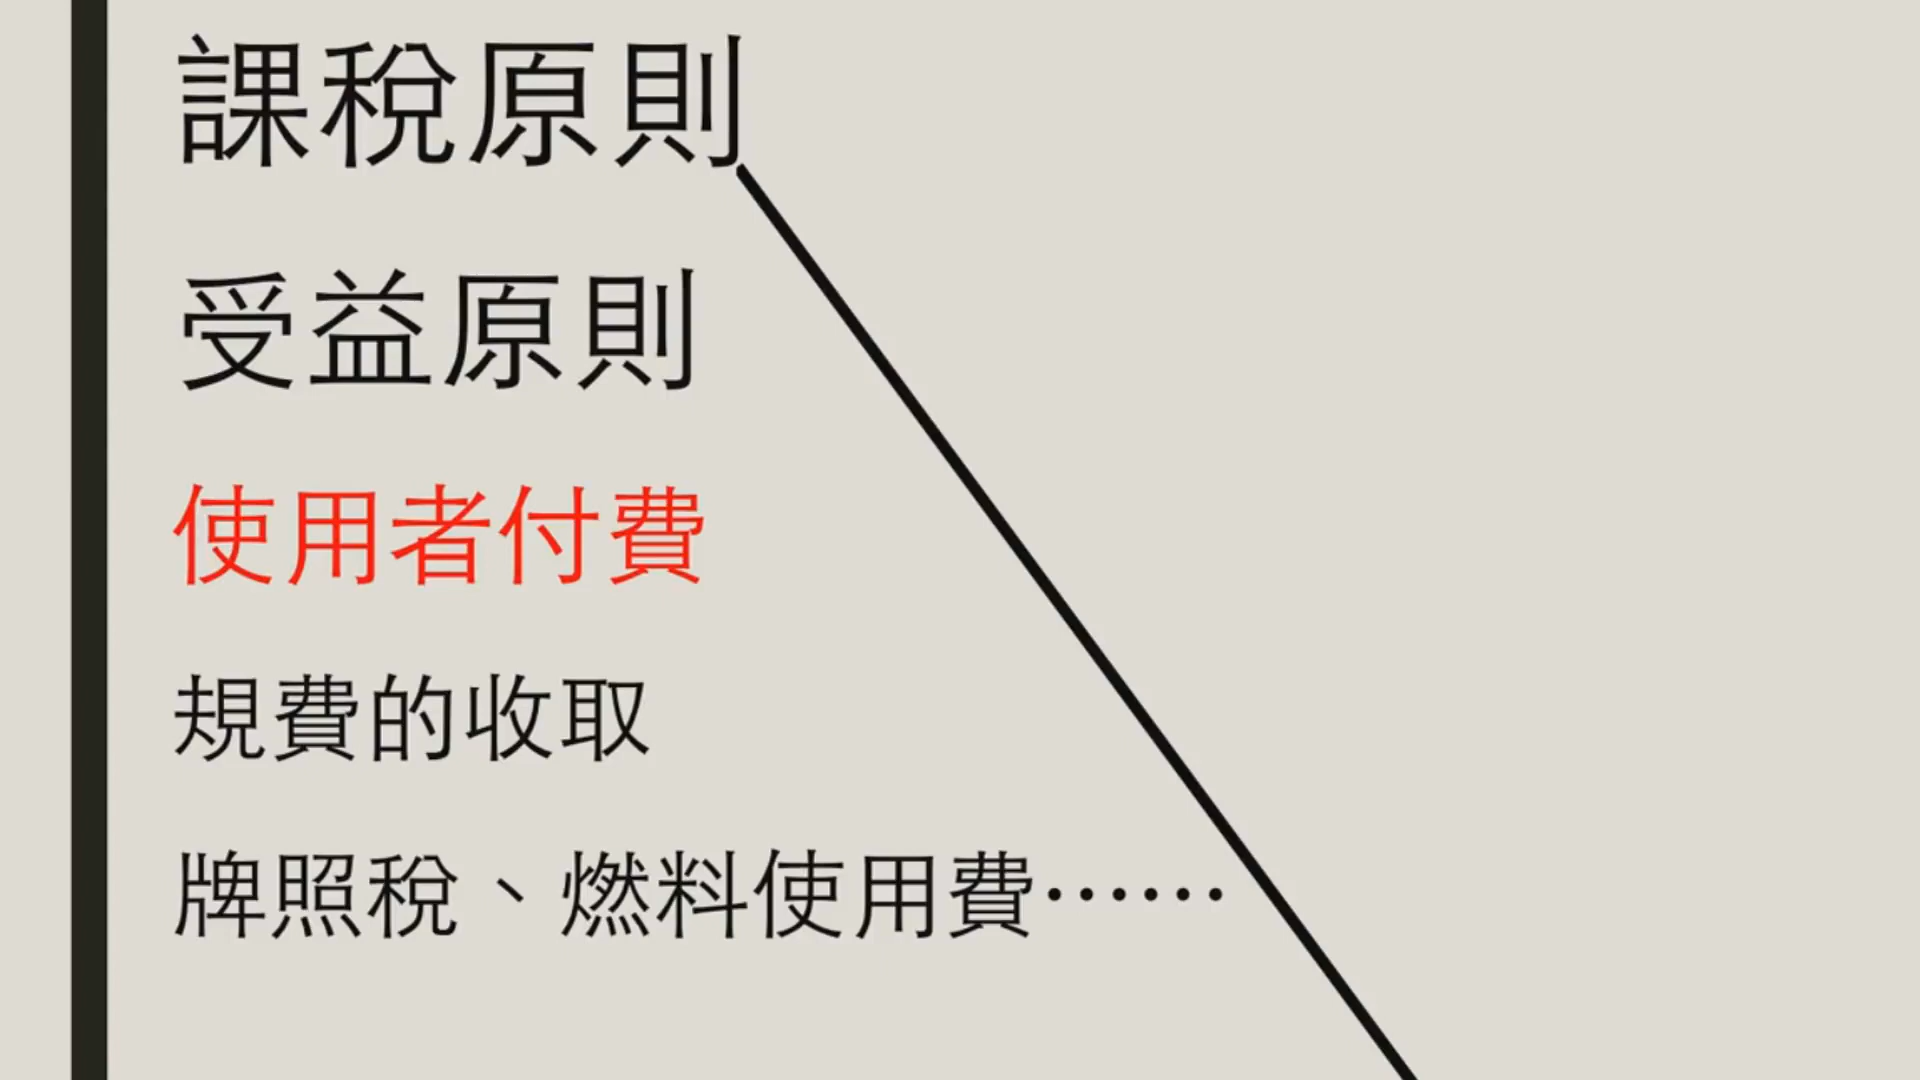 課稅原則
受益原則
使用者付費
規費的收取
牌照稅、燃料使用費……